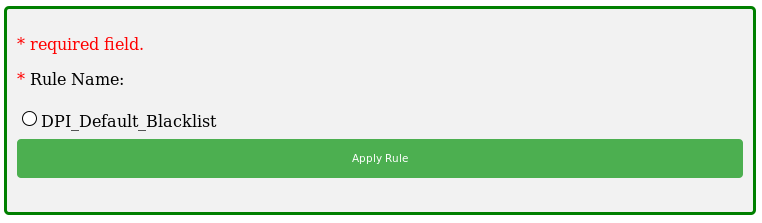 * required field.
* Rule Name:
DPI_Default_Blacklist
Apply Rule